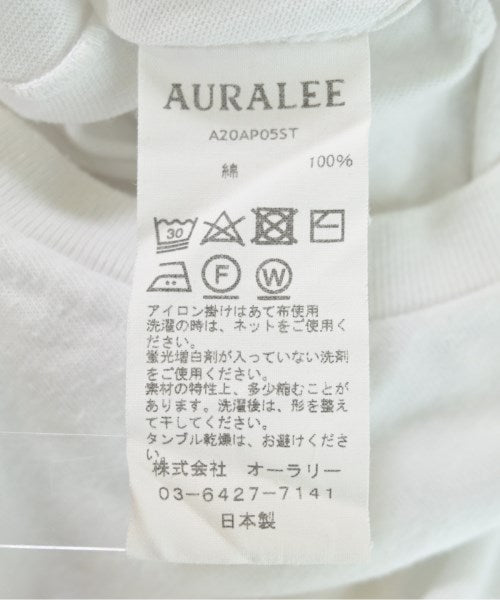 AURALEE
A20AP05ST
綿 100%
30
F W
アイロン掛けはあて布使用
洗濯の時は、ネットをご使用く
ださい。
蛍光増白剤が入っていない洗剤
をご使用ください。
素材の特性上、多少縮むことが
あります。洗濯後は、形を整え
て干してください。
タンブル乾燥は、お避けくださ
い。
株式会社 オーラリー
03-6427-7141
日本製